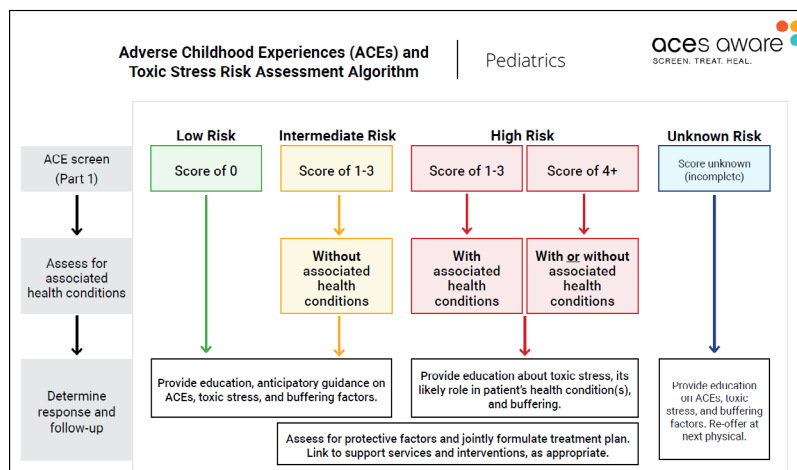 Adverse Childhood Experiences (ACEs) and
Toxic Stress Risk Assessment Algorithm
Pediatrics
aces aware
SCREEN. TREAT. HEAL.
Low Risk
Intermediate Risk
High Risk
Unknown Risk
ACE screen
(Part 1)
Score of 0
Score of 1-3
Score of 1-3
Score of 4+
Score unknown
(incomplete)
Assess for
associated
health conditions
Without
associated
health
conditions
With
associated
health
conditions
With or without
associated
health
conditions
Determine
response and
follow-up
Provide education, anticipatory guidance on
ACEs, toxic stress, and buffering factors.
Provide education about toxic stress, its
likely role in patient's health condition(s),
and buffering.
Provide education
on ACEs, toxic
stress, and buffering
factors. Re-offer at
next physical.
Assess for protective factors and jointly formulate treatment plan.
Link to support services and interventions, as appropriate.